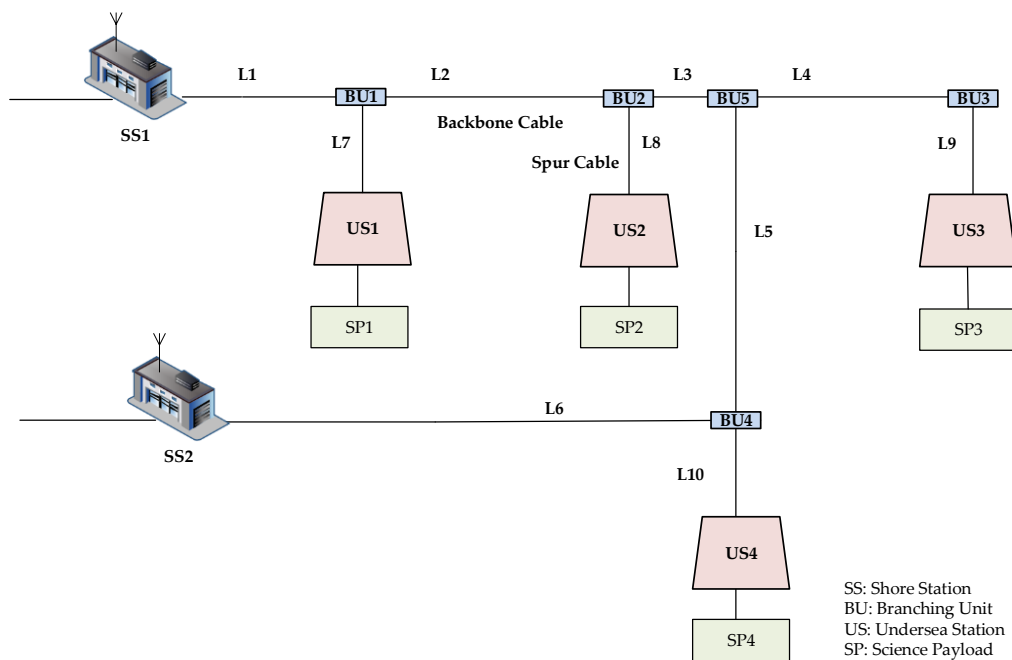 L1
L2
L3
L4
BU1
BU2
BU5
BU3
SS1
Backbone Cable
L7
L8
L9
Spur Cable
US1
US2
L5
US3
SP1
SP2
SP3
L6
BU4
SS2
L10
US4
SS: Shore Station
BU: Branching Unit
US: Undersea Station
SP4
SP: Science Payload